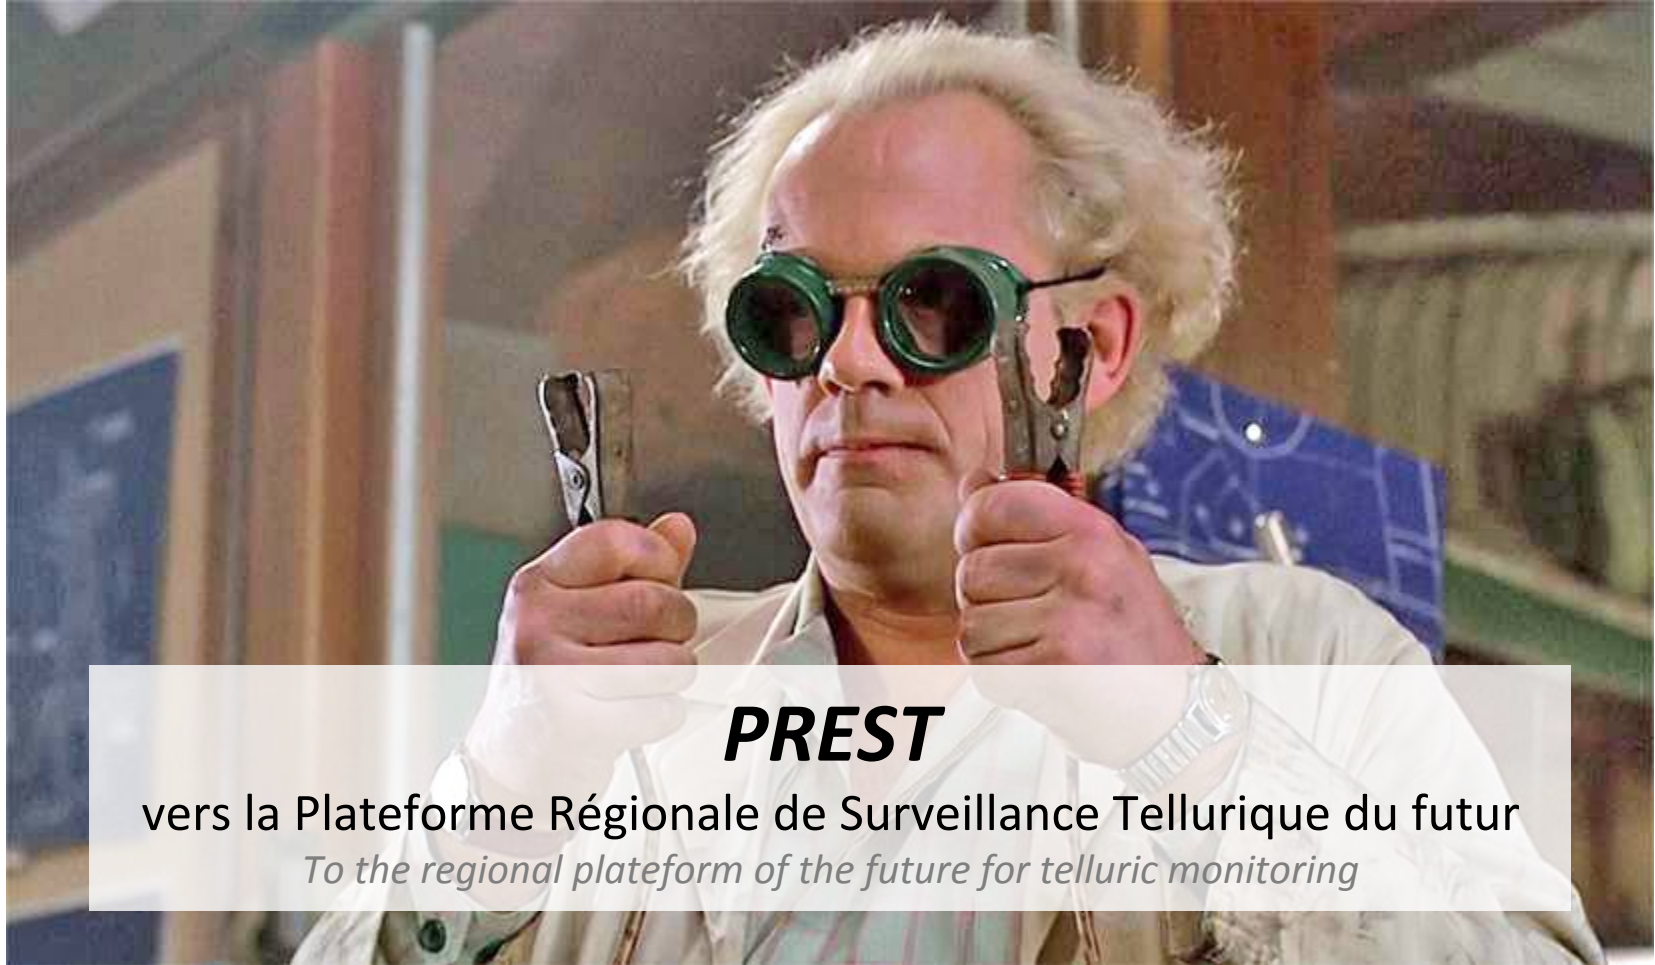 PREST
vers la Plateforme Régionale de Surveillance Tellurique du futur
To the regional plateform of the future for telluric monitoring